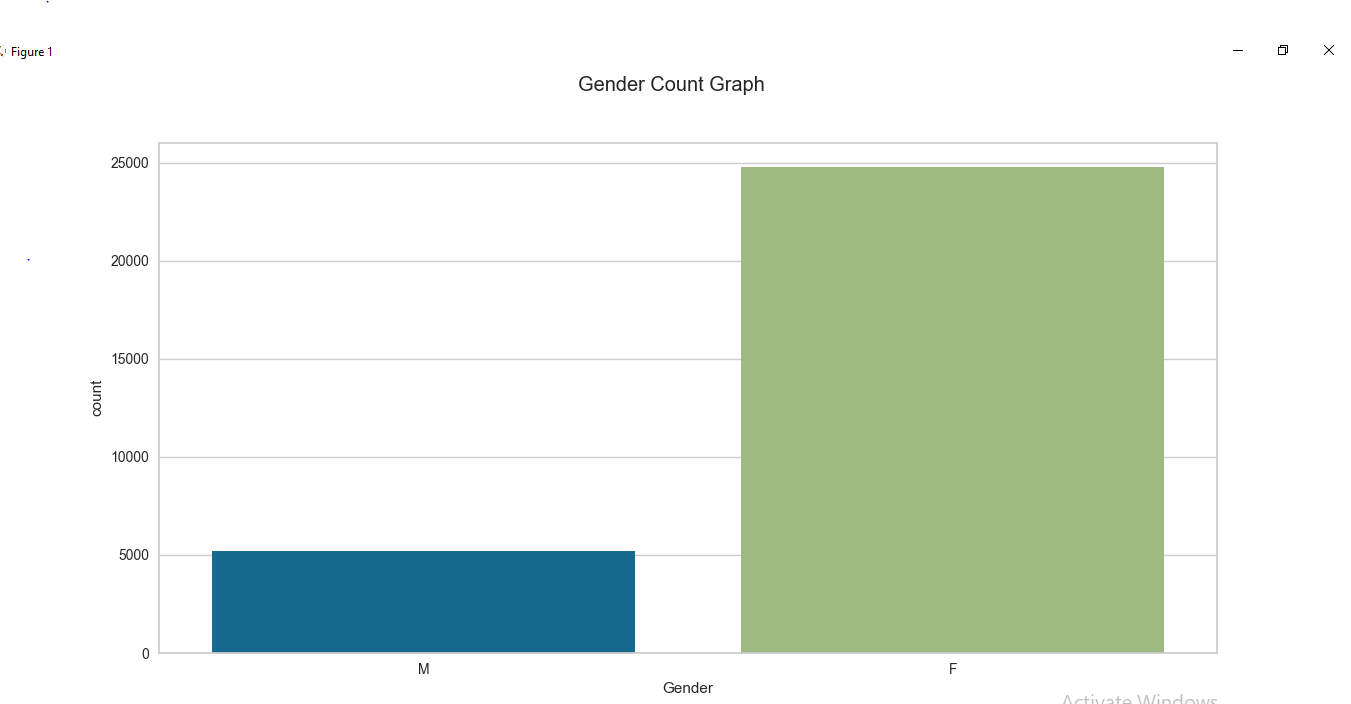 Figure 1
Gender Count Graph
25000
20000
15000
10000
5000
0
count
M F
Gender
Activate Windows